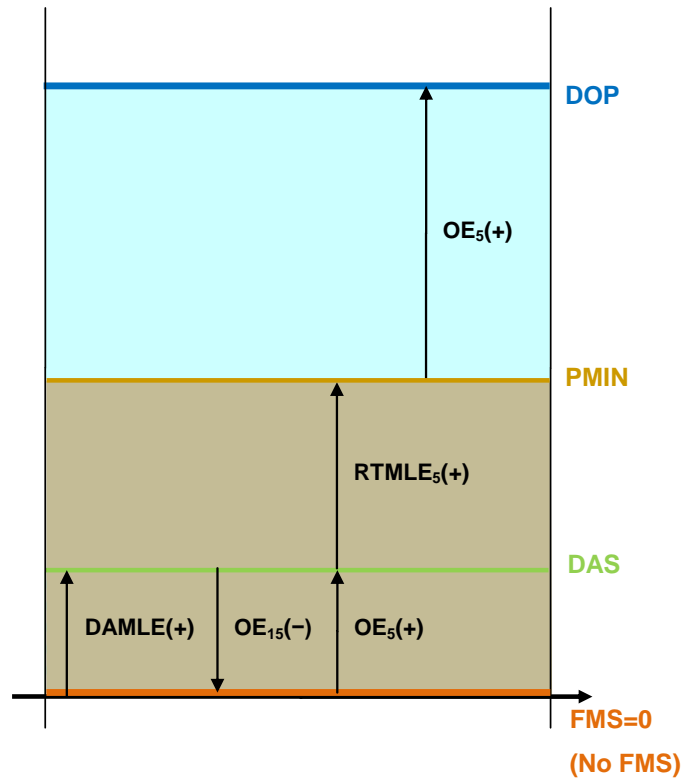 DOP
OE₅(+)
PMIN
RTMLE₅(+)
DAS
DAMLE(+) OE₁₅(−) OE₅(+)
FMS=0
(No FMS)